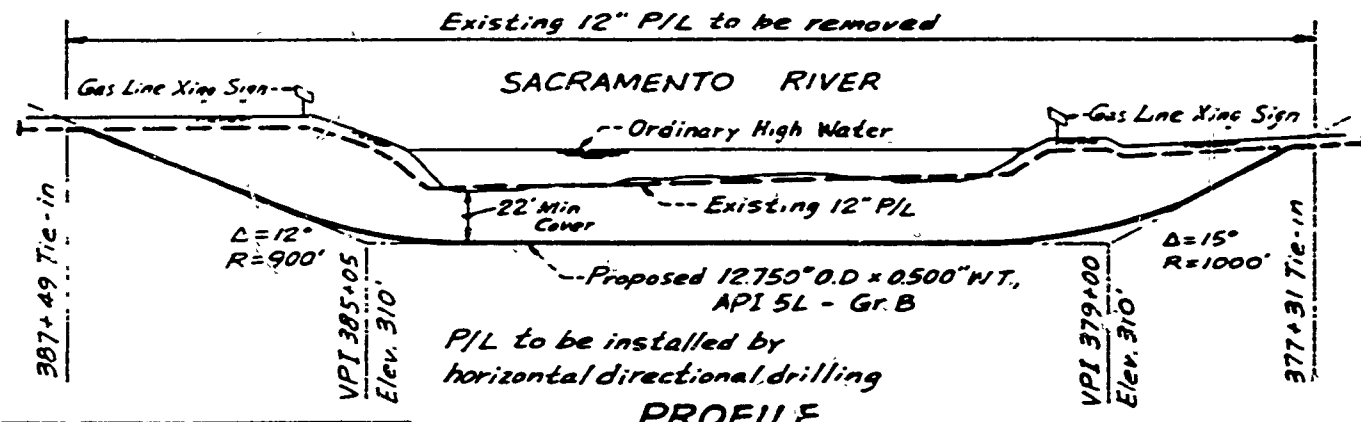 Existing 12" P/L to be removed
SACRAMENTO RIVER
Gas Line Xing Sign
Gas Line Xing Sign
Ordinary High Water
22' Min
Cover
Existing 12" P/L
Δ=12°
R=900'
Δ=15°
R=1000'
Proposed 12.750" O.D x 0.500" W.T.,
API 5L - Gr. B
387+49 Tie-in
VPI 385+05
Elev. 310'
P/L to be installed by
horizontal directional drilling
VPI 379+00
Elev. 310'
377+31 Tie-in
PROFILE